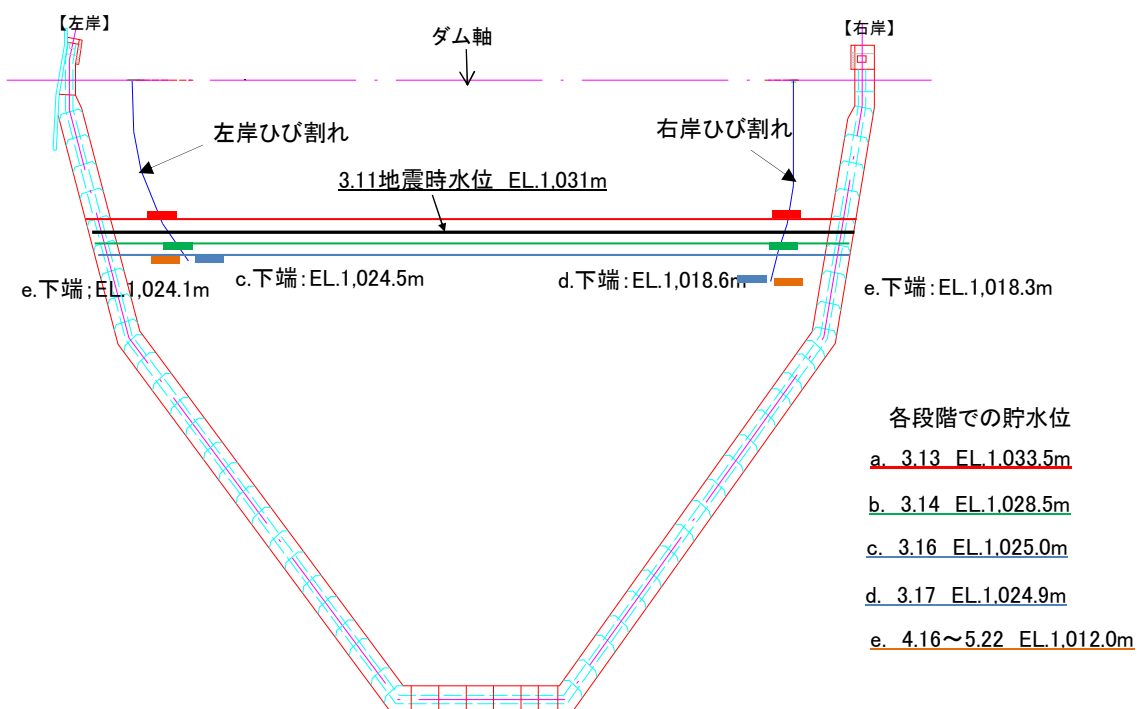 【左岸】
【右岸】
ダム軸
左岸ひび割れ
右岸ひび割れ
3.11地震時水位 EL.1,031m
e.下端;EL.1,024.1m
c.下端:EL.1,024.5m
d.下端:EL.1,018.6m
e.下端:EL.1,018.3m
各段階での貯水位
a. 3.13 EL.1,033.5m
b. 3.14 EL.1,028.5m
c. 3.16 EL.1,025.0m
d. 3.17 EL.1,024.9m
e. 4.16～5.22 EL.1,012.0m